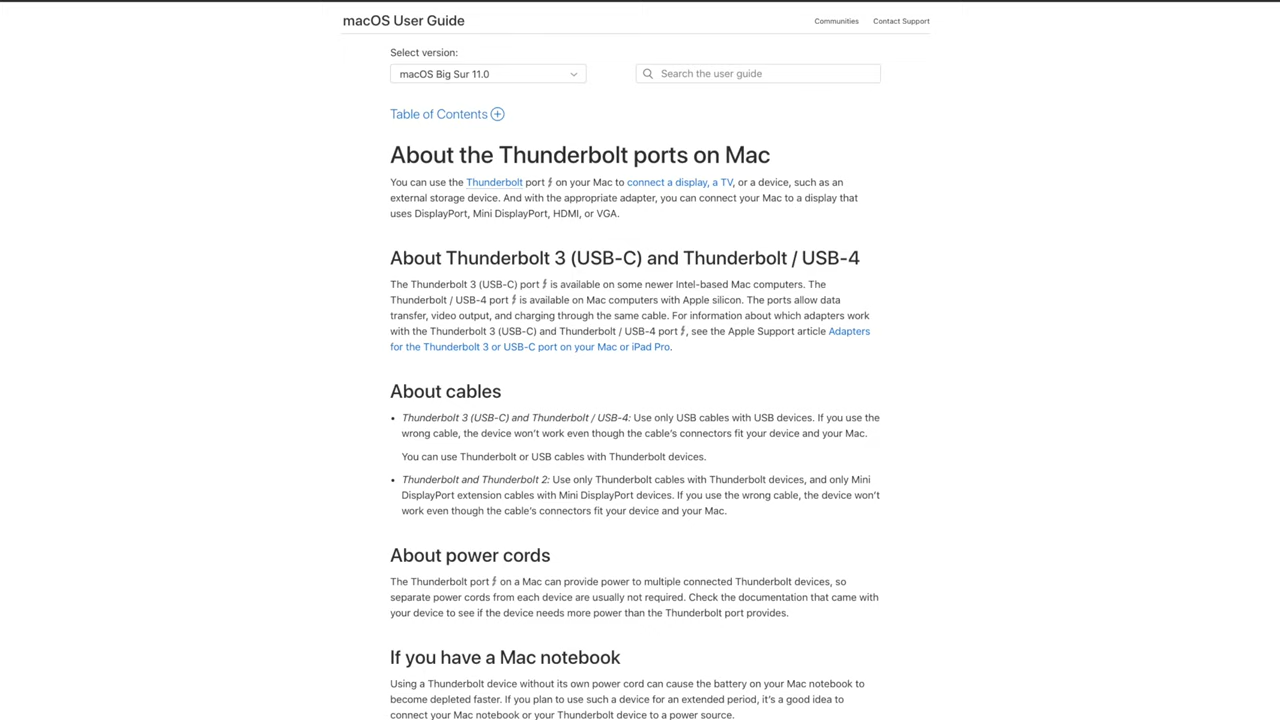 macOS User Guide
Communities
Contact Support
Select version:
macOS Big Sur 11.0
Search the user guide
Table of Contents
About the Thunderbolt ports on Mac
You can use the Thunderbolt port on your Mac to connect a display, a TV, or a device, such as an
external storage device. And with the appropriate adapter, you can connect your Mac to a display that
uses DisplayPort, Mini DisplayPort, HDMI, or VGA.
About Thunderbolt 3 (USB-C) and Thunderbolt / USB-4
The Thunderbolt 3 (USB-C) port is available on some newer Intel-based Mac computers. The
Thunderbolt / USB-4 port is available on Mac computers with Apple silicon. The ports allow data
transfer, video output, and charging through the same cable. For information about which adapters work
with the Thunderbolt 3 (USB-C) and Thunderbolt / USB-4 port, see the Apple Support article Adapters
for the Thunderbolt 3 or USB-C port on your Mac or iPad Pro.
About cables
• Thunderbolt 3 (USB-C) and Thunderbolt / USB-4: Use only USB cables with USB devices. If you use the
wrong cable, the device won’t work even though the cable’s connectors fit your device and your Mac.
You can use Thunderbolt or USB cables with Thunderbolt devices.
• Thunderbolt and Thunderbolt 2: Use only Thunderbolt cables with Thunderbolt devices, and only Mini
DisplayPort extension cables with Mini DisplayPort devices. If you use the wrong cable, the device won’t
work even though the cable’s connectors fit your device and your Mac.
About power cords
The Thunderbolt port on a Mac can provide power to multiple connected Thunderbolt devices, so
separate power cords from each device are usually not required. Check the documentation that came with
your device to see if the device needs more power than the Thunderbolt port provides.
If you have a Mac notebook
Using a Thunderbolt device without its own power cord can cause the battery on your Mac notebook to
become depleted faster. If you plan to use such a device for an extended period, it’s a good idea to
connect your Mac notebook or your Thunderbolt device to a power source.